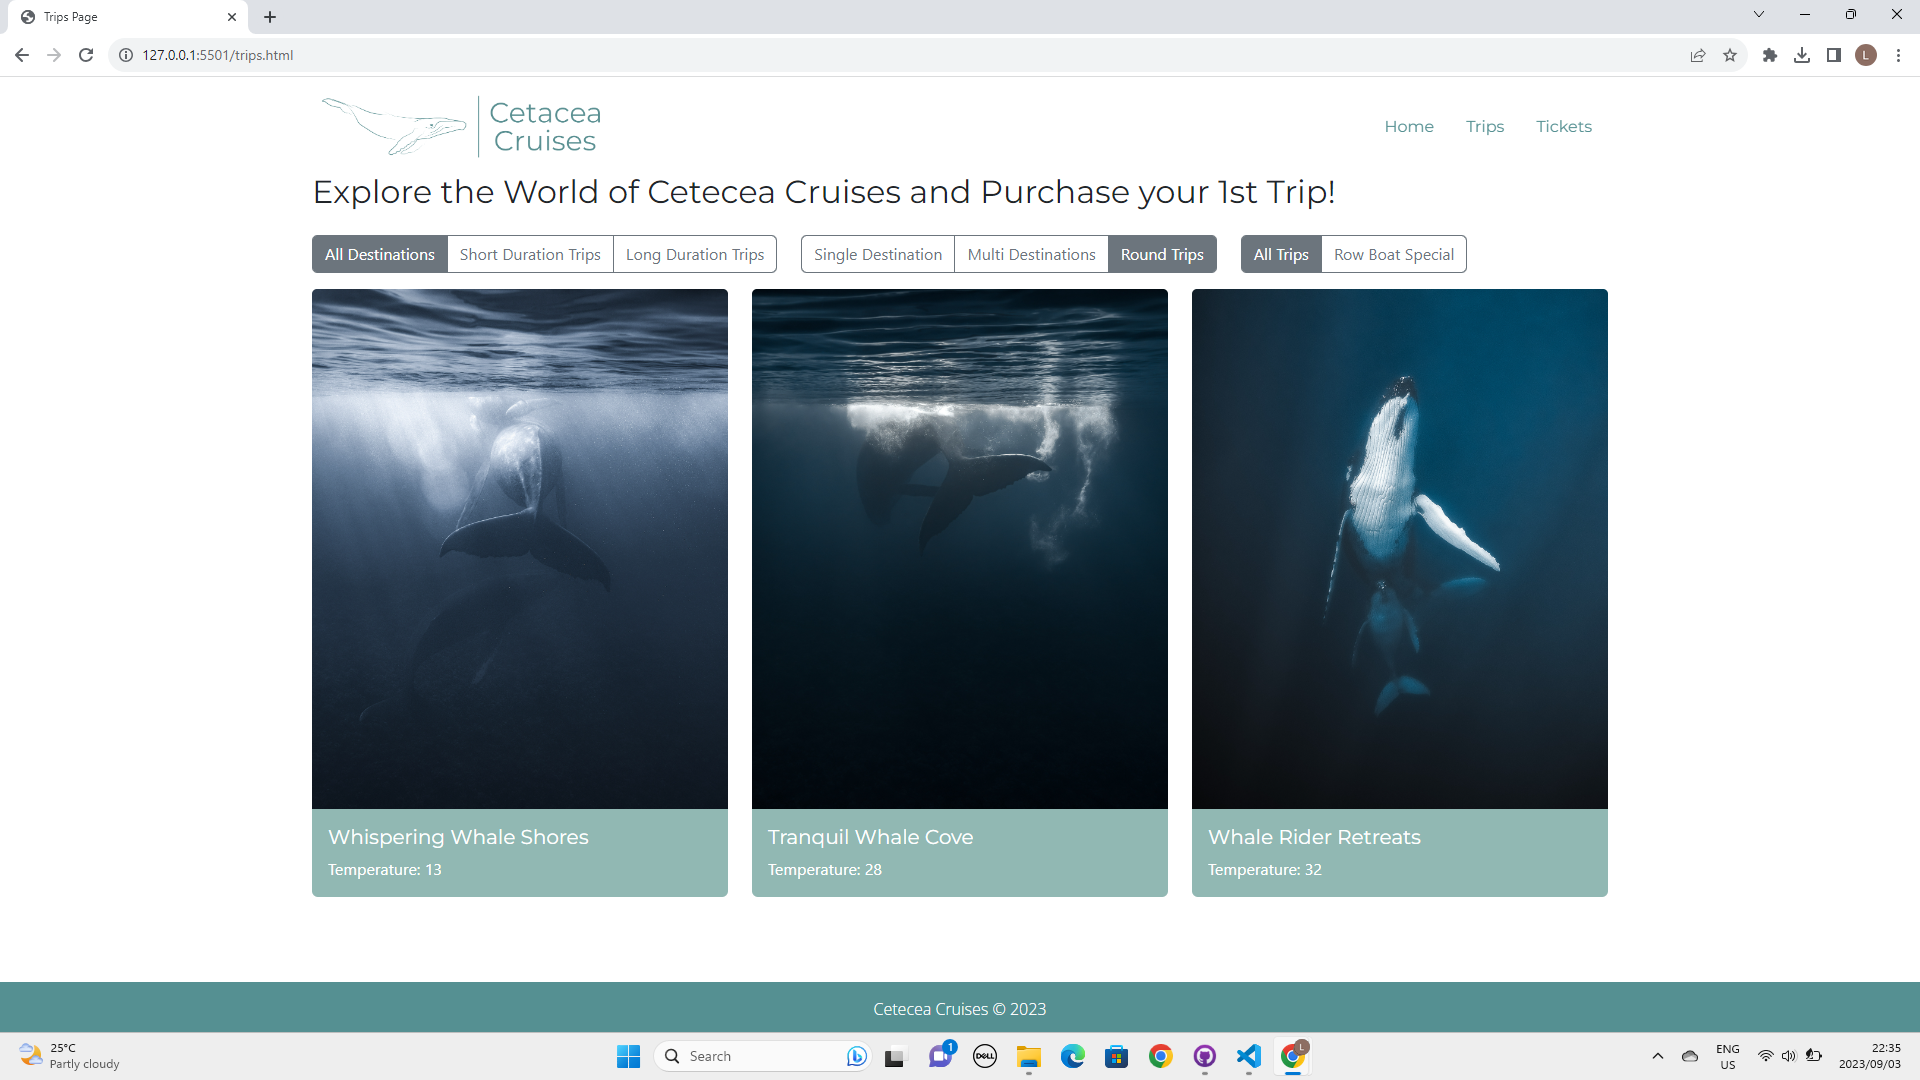 Trips Page
127.0.0.1:5501/trips.html
L
Cetacea
Cruises
Home Trips Tickets
Explore the World of Cetecea Cruises and Purchase your 1st Trip!
All Destinations Short Duration Trips Long Duration Trips Single Destination Multi Destinations Round Trips All Trips Row Boat Special
Whispering Whale Shores
Temperature: 13
Tranquil Whale Cove
Temperature: 28
Whale Rider Retreats
Temperature: 32
Cetecea Cruises © 2023
25°C
Partly cloudy
Search
1
DELL
L
ENG
US
22:35
2023/09/03